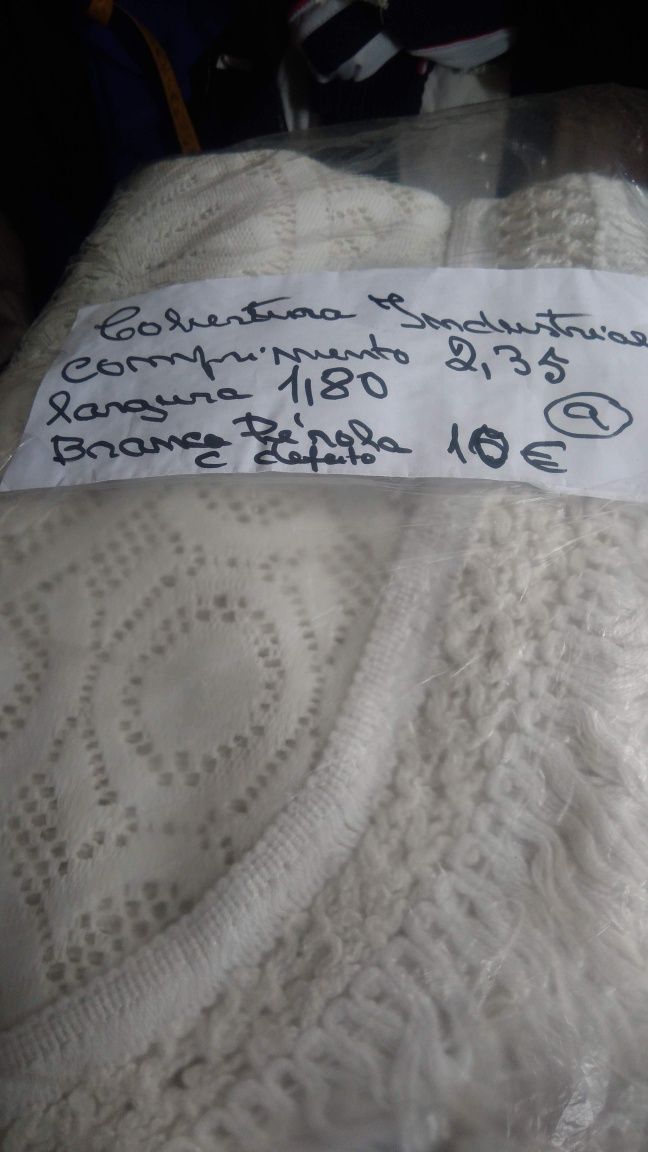 Cobertura Industrial
comprimento 2,35
largura 1,80
a
Branca Pérola 10 €
c defeito